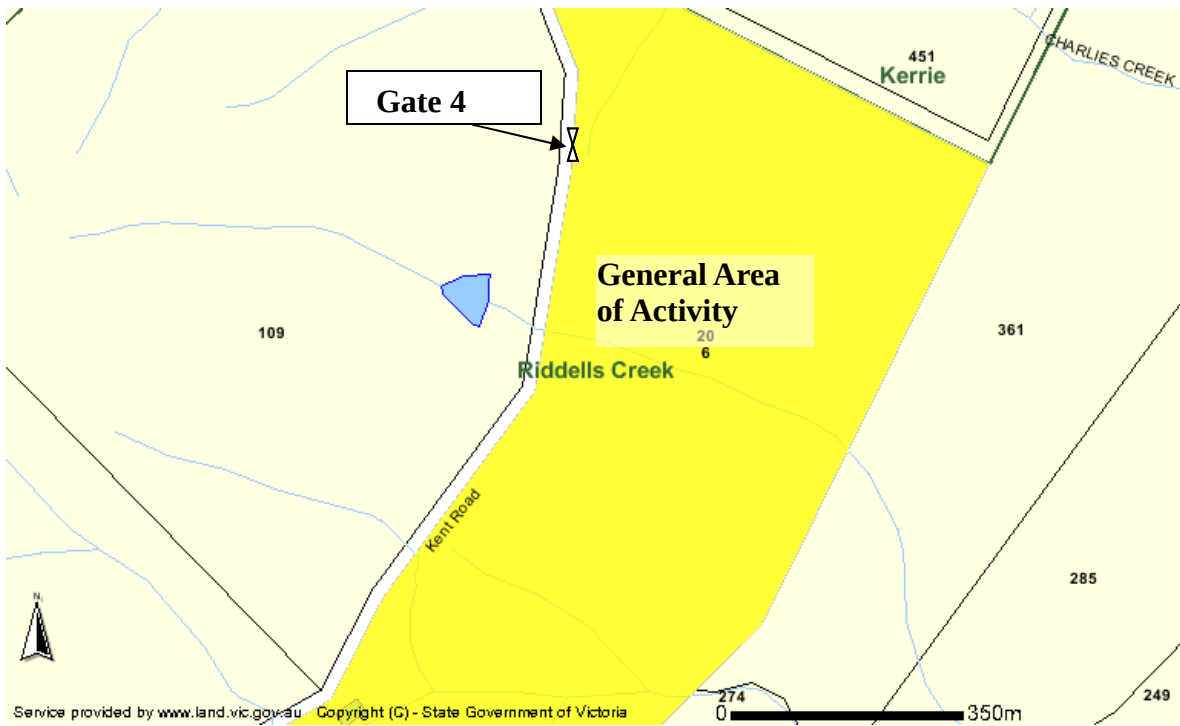 451
Kerrie
CHARLIES CREEK
Gate 4
General Area
of Activity
20
6
109
361
Riddells Creek
Kent Road
285
N
274
249
Service provided by www.land.vic.gov.au Copyright (C) - State Government of Victoria
0 350m